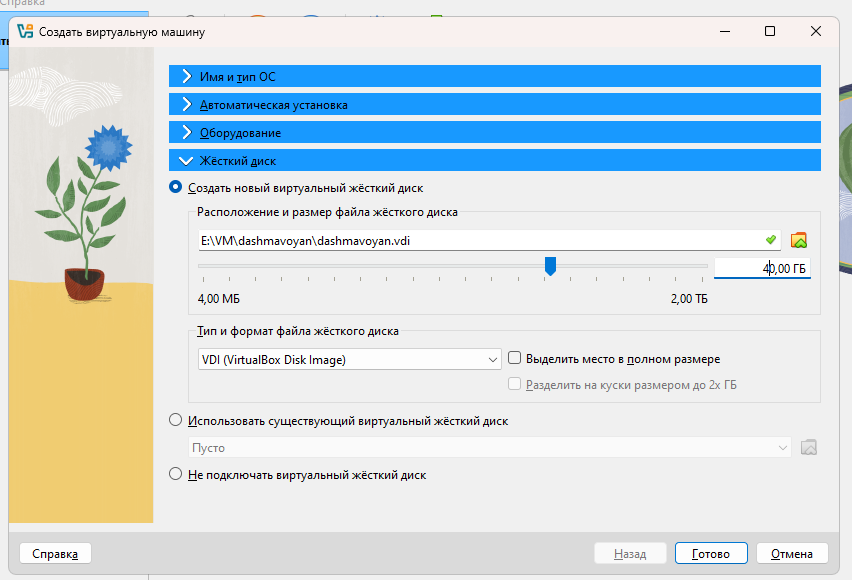 Справка
Создать виртуальную машину
Имя и тип ОС
Автоматическая установка
Оборудование
Жёсткий диск
Создать новый виртуальный жёсткий диск
Расположение и размер файла жёсткого диска
E:\VM\dashmavoyan\dashmavoyan.vdi
40,00 ГБ
4,00 МБ 2,00 ТБ
Тип и формат файла жёсткого диска
VDI (VirtualBox Disk Image) Выделить место в полном размере
Разделить на куски размером до 2х ГБ
Использовать существующий виртуальный жёсткий диск
Пусто
Не подключать виртуальный жёсткий диск
Справка Назад Готово Отмена